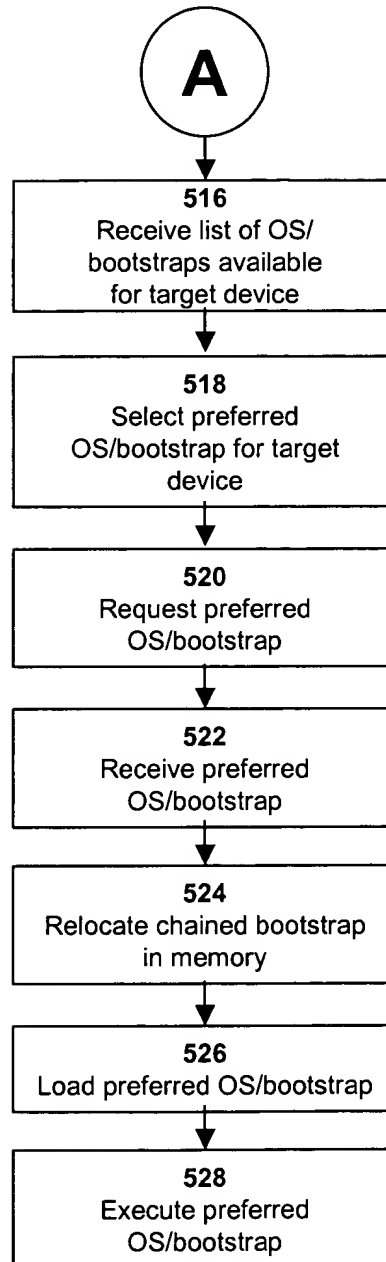 A
516
Receive list of OS/
bootstraps available
for target device
518
Select preferred
OS/bootstrap for target
device
520
Request preferred
OS/bootstrap
522
Receive preferred
OS/bootstrap
524
Relocate chained bootstrap
in memory
526
Load preferred OS/bootstrap
528
Execute preferred
OS/bootstrap